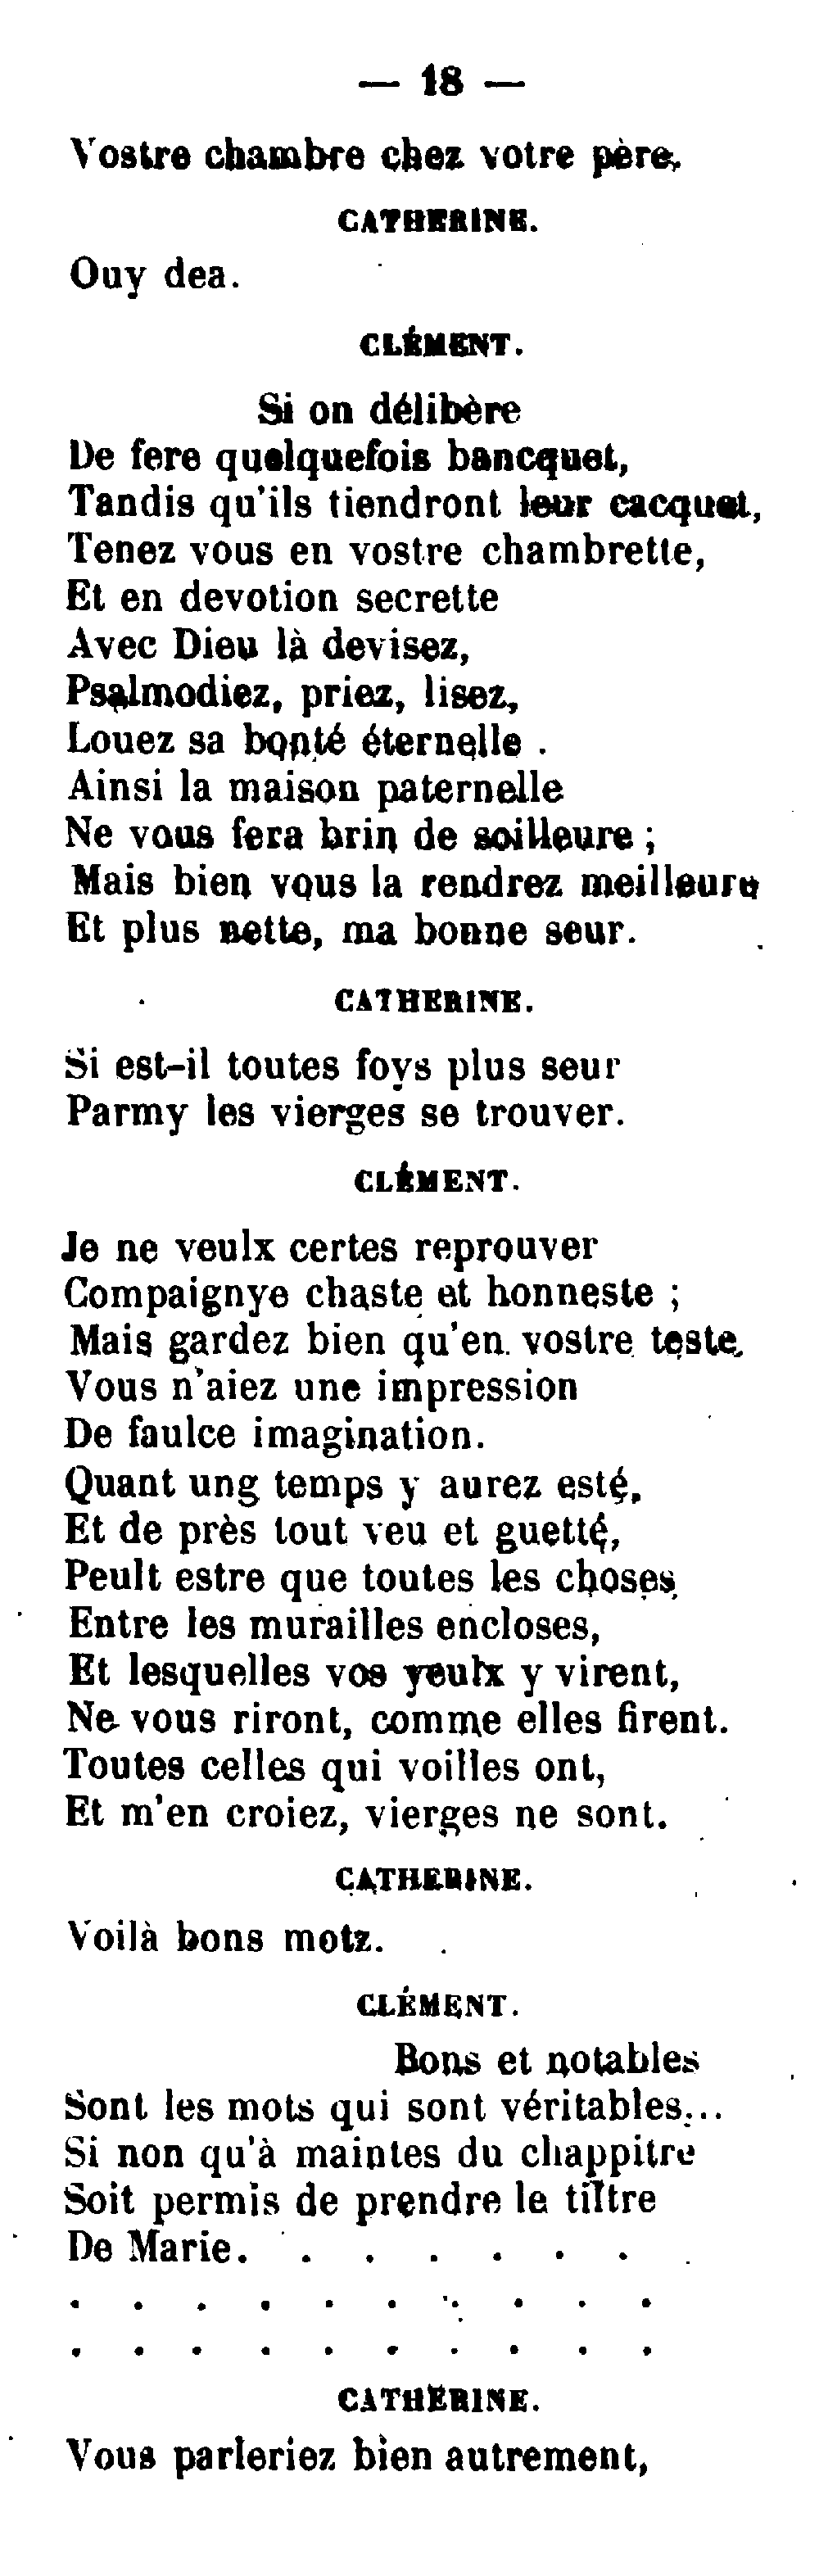 — 18 —
Vostre chambre chez votre père,
CATHERINE.
Ouy dea.
CLÉMENT.
Si on délibère
De fere quelquefois bancquet,
Tandis qu'ils tiendront leur cacquet,
Tenez vous en vostre chambrette,
Et en devotion secrette
Avec Dieu là devisez,
Psalmodiez, priez, lisez,
Louez sa bonté éternelle .
Ainsi la maison paternelle
Ne vous fera brin de soilleure ;
Mais bien vous la rendrez meilleure
Et plus nette, ma bonne seur.
CATHERINE.
Si est-il toutes foys plus seur
Parmy les vierges se trouver.
CLÉMENT.
Je ne veulx certes reprouver
Compaignye chaste et honneste ;
Mais gardez bien qu'en vostre teste,
Vous n'aiez une impression
De faulce imagination.
Quant ung temps y aurez esté,
Et de près tout veu et guetté,
Peult estre que toutes les choses,
Entre les murailles encloses,
Et lesquelles vos yeulx y virent,
Ne vous riront, comme elles firent.
Toutes celles qui voilles ont,
Et m'en croiez, vierges ne sont.
CATHERINE.
Voilà bons motz.
CLÉMENT.
Bons et notables
Sont les mots qui sont véritables...
Si non qu'à maintes du chappitre
Soit permis de prendre le tiltre
De Marie. . . . . . . .
. . . . . . . . . .
. . . . . . . . . .
CATHERINE.
Vous parleriez bien autrement,